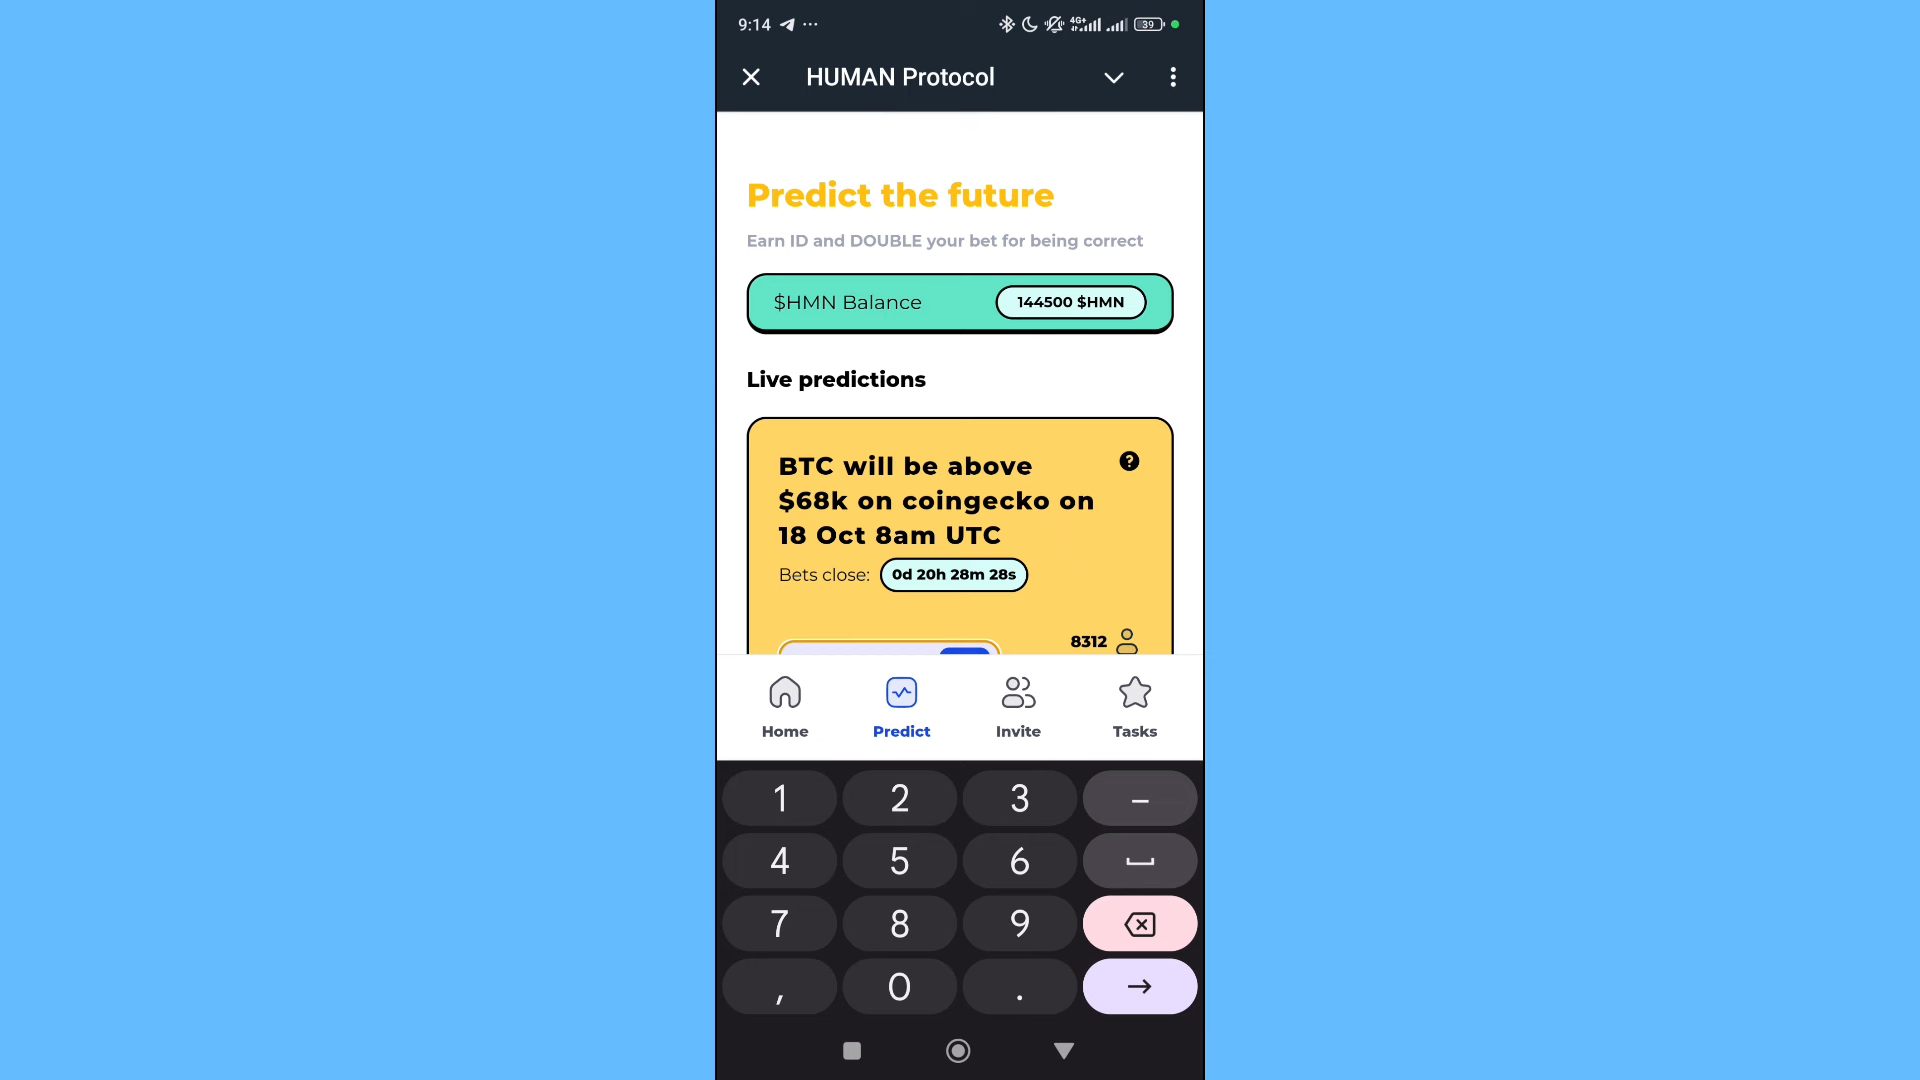 9:14
4G+
39
HUMAN Protocol
Predict the future
Earn ID and DOUBLE your bet for being correct
$HMN Balance
144500 $HMN
Live predictions
BTC will be above
$68k on coingecko on
18 Oct 8am UTC
?
Bets close: 0d 20h 28m 28s
8312
Home Predict Invite Tasks
1 2 3 –
4 5 6
7 8 9
, 0 .